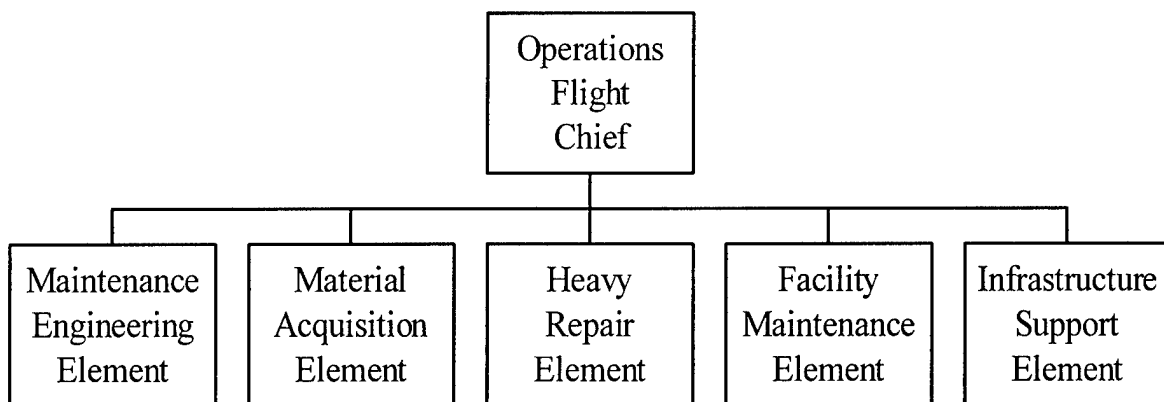 Operations
Flight
Chief
Maintenance
Engineering
Element
Material
Acquisition
Element
Heavy
Repair
Element
Facility
Maintenance
Element
Infrastructure
Support
Element